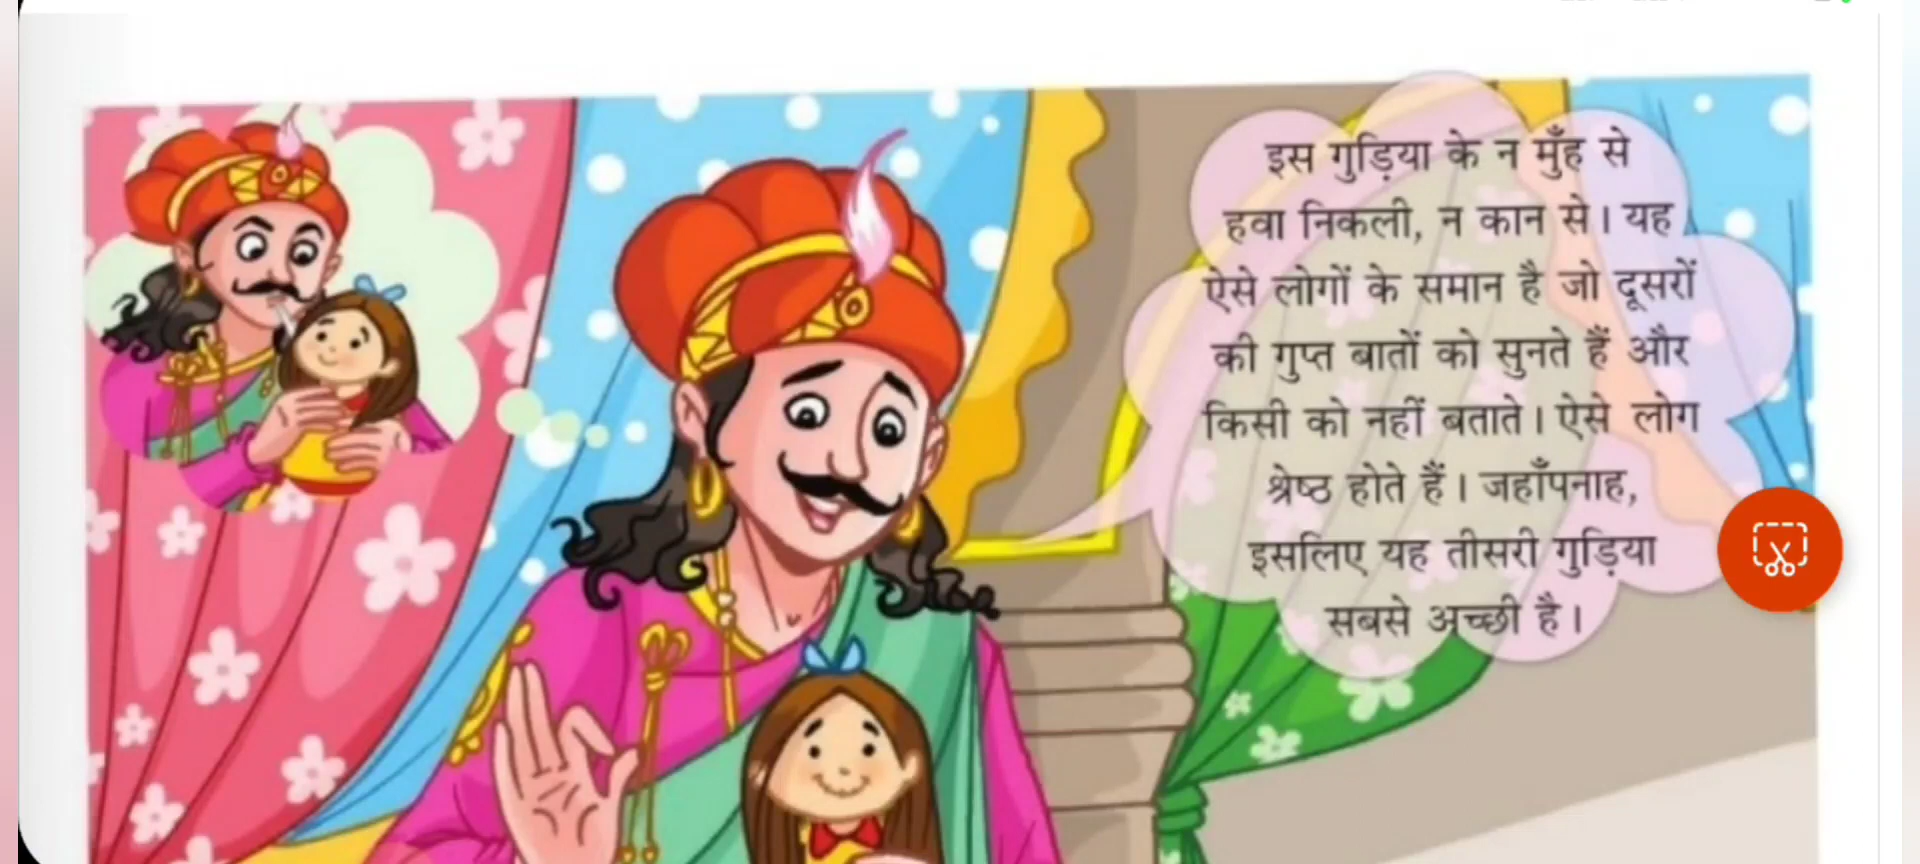 इस गुड़िया के न मुँह से
हवा निकली, न कान से। यह
ऐसे लोगों के समान है जो दूसरों
की गुप्त बातों को सुनते हैं और
किसी को नहीं बताते। ऐसे लोग
श्रेष्ठ होते हैं। जहाँपनाह,
इसलिए यह तीसरी गुड़िया
सबसे अच्छी है।